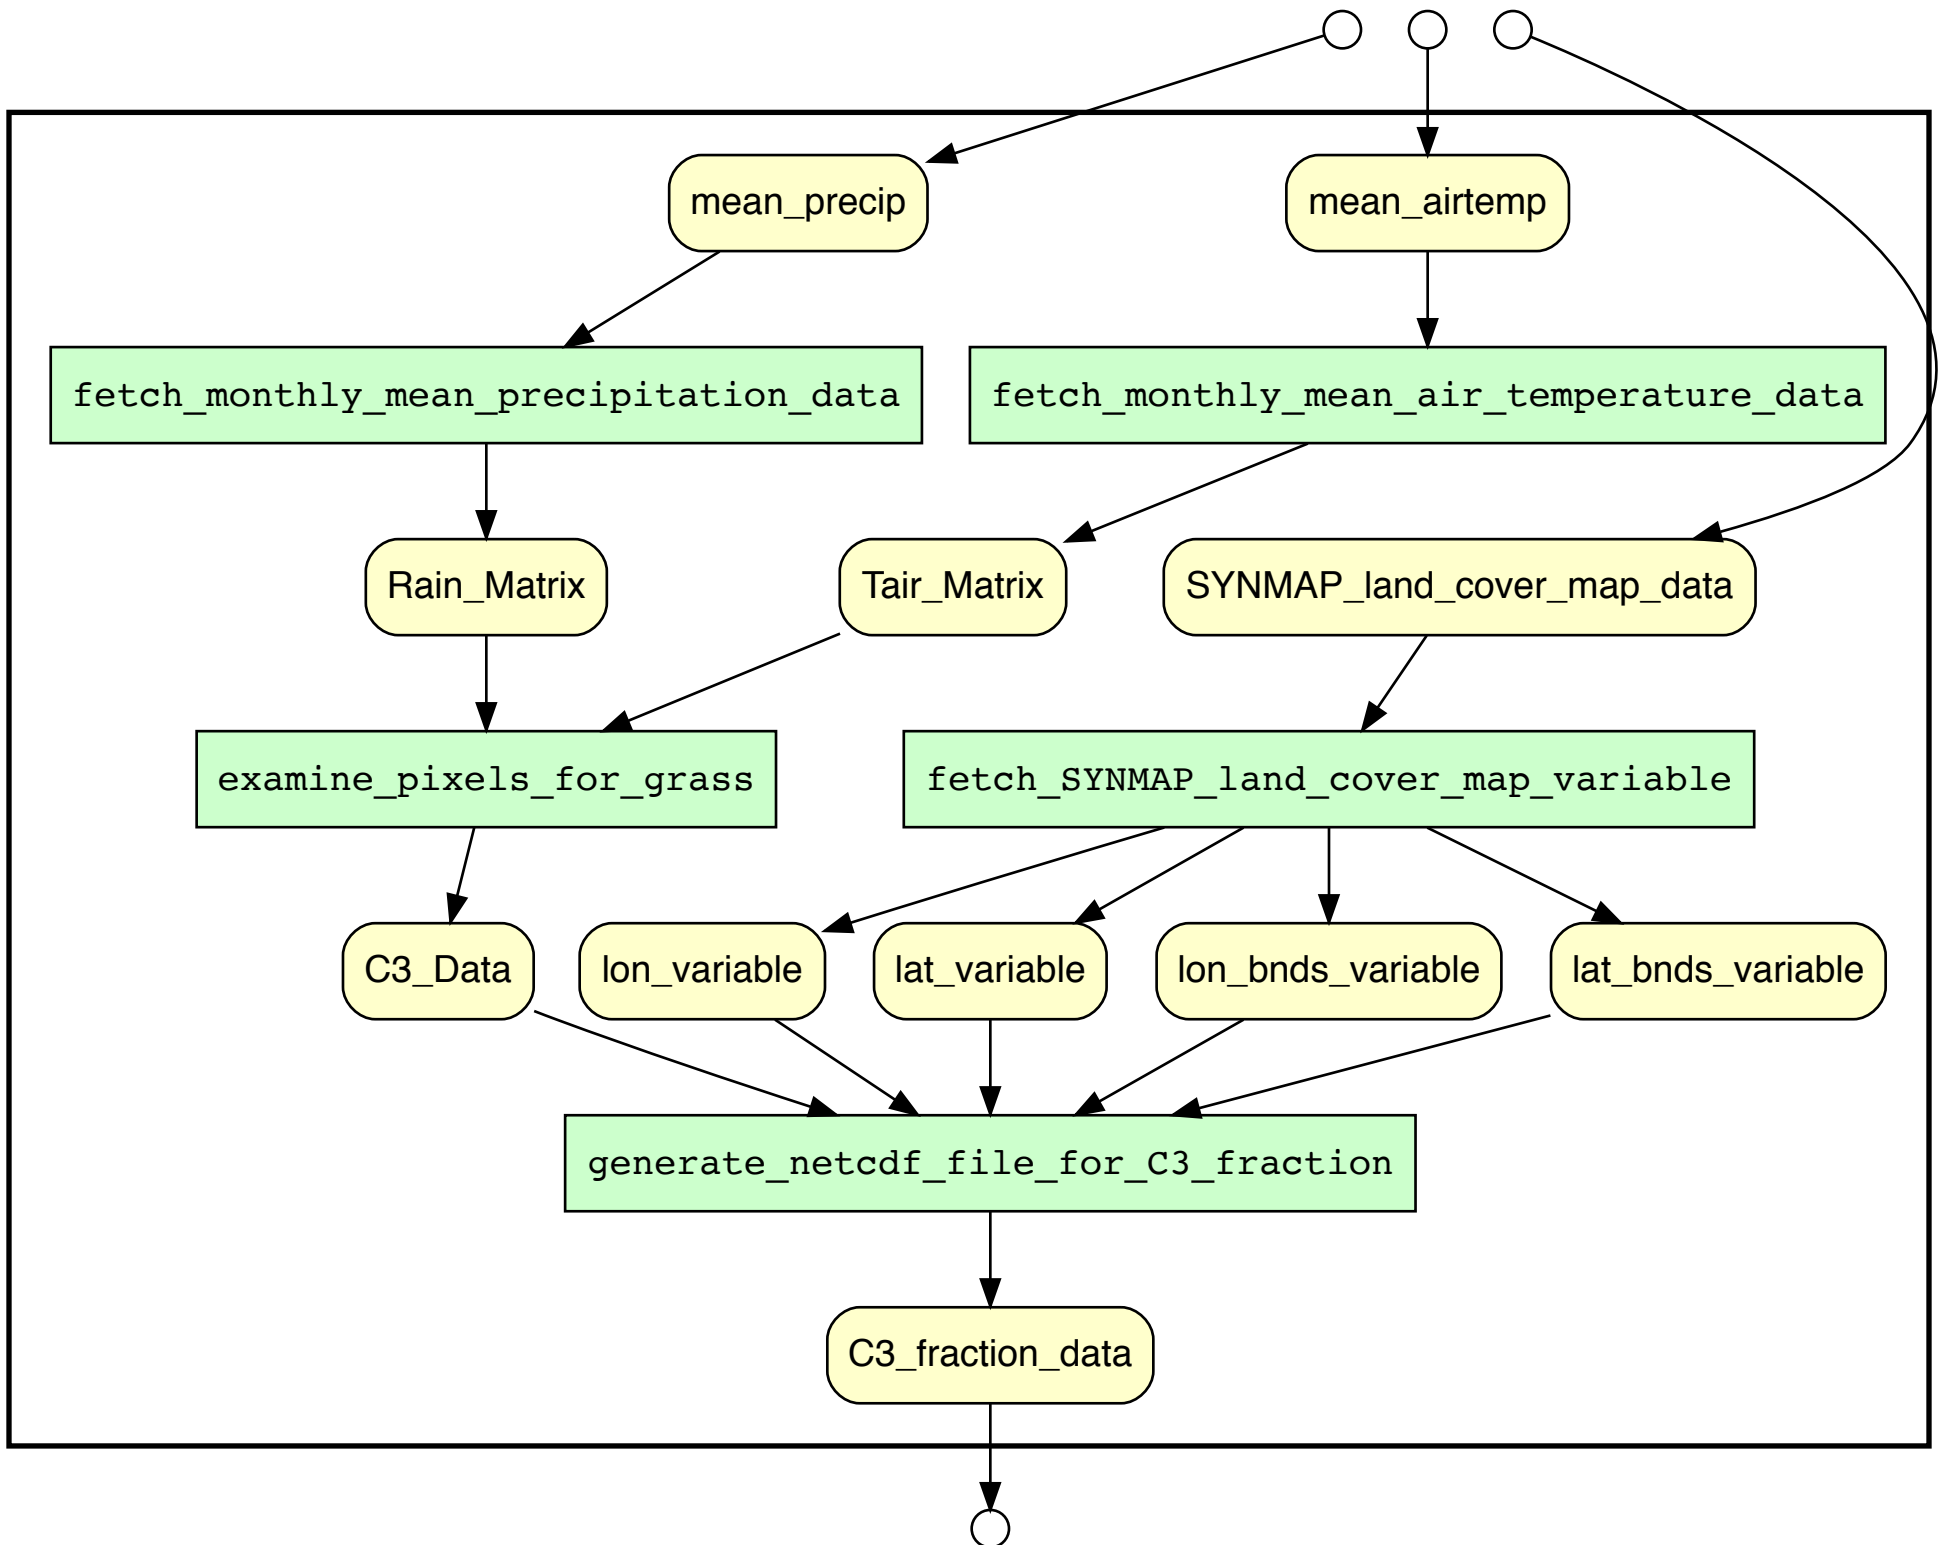 mean_precip
mean_airtemp
fetch_monthly_mean_precipitation_data
fetch_monthly_mean_air_temperature_data
Rain_Matrix
Tair_Matrix
SYNMAP_land_cover_map_data
examine_pixels_for_grass
fetch_SYNMAP_land_cover_map_variable
C3_Data
lon_variable
lat_variable
lon_bnds_variable
lat_bnds_variable
generate_netcdf_file_for_C3_fraction
C3_fraction_data